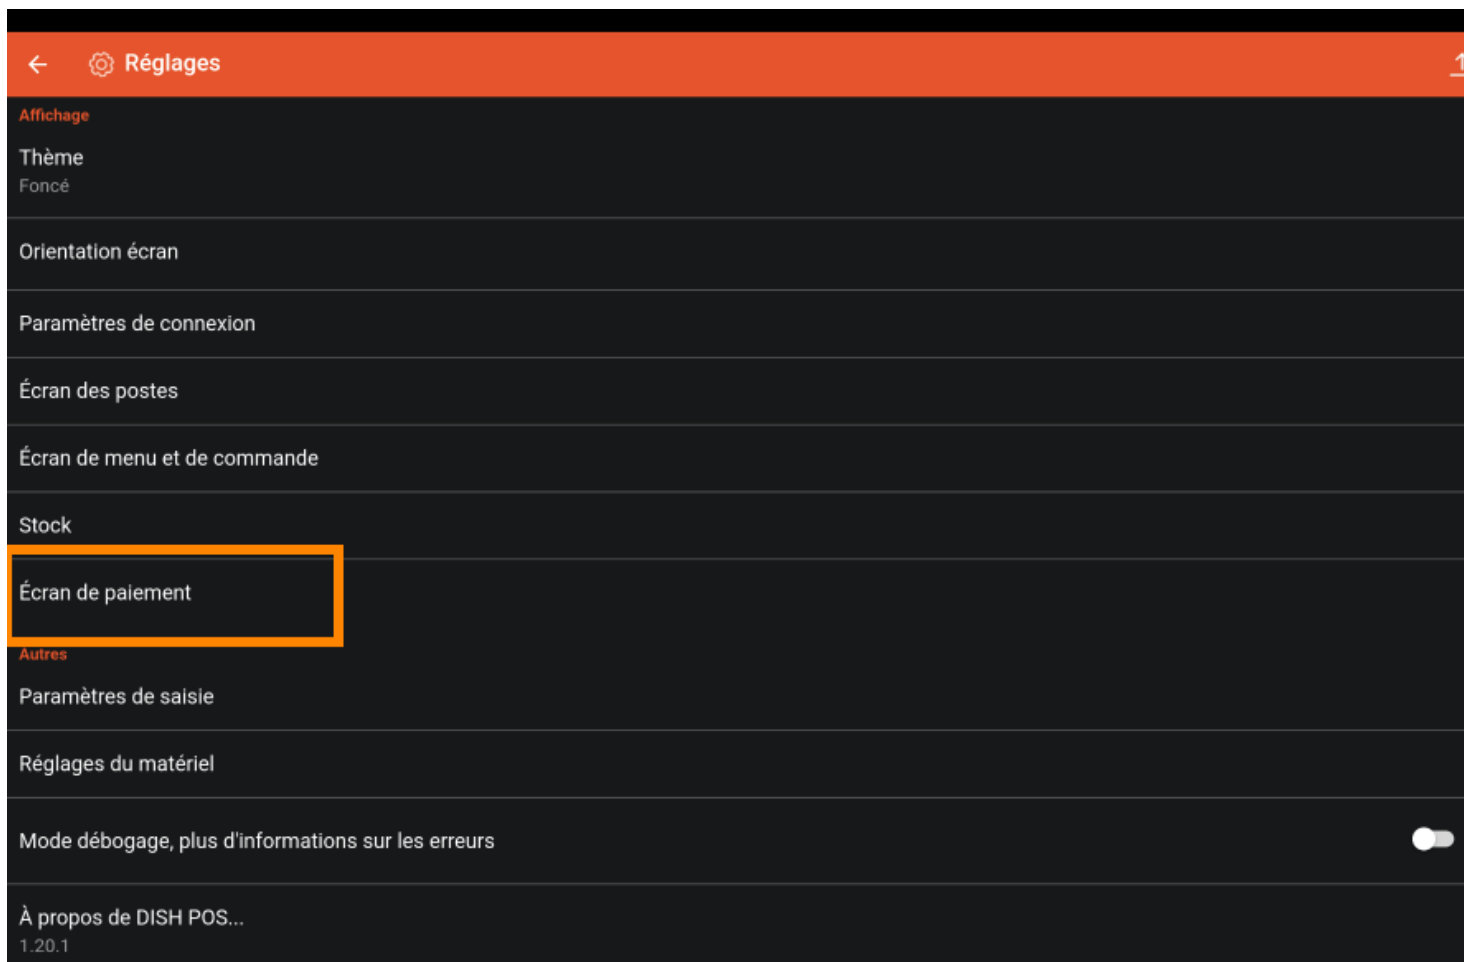 Réglages
Affichage
Thème
Foncé
Orientation écran
Paramètres de connexion
Écran des postes
Écran de menu et de commande
Stock
Écran de paiement
Autres
Paramètres de saisie
Réglages du matériel
Mode débogage, plus d'informations sur les erreurs
À propos de DISH POS...
1.20.1